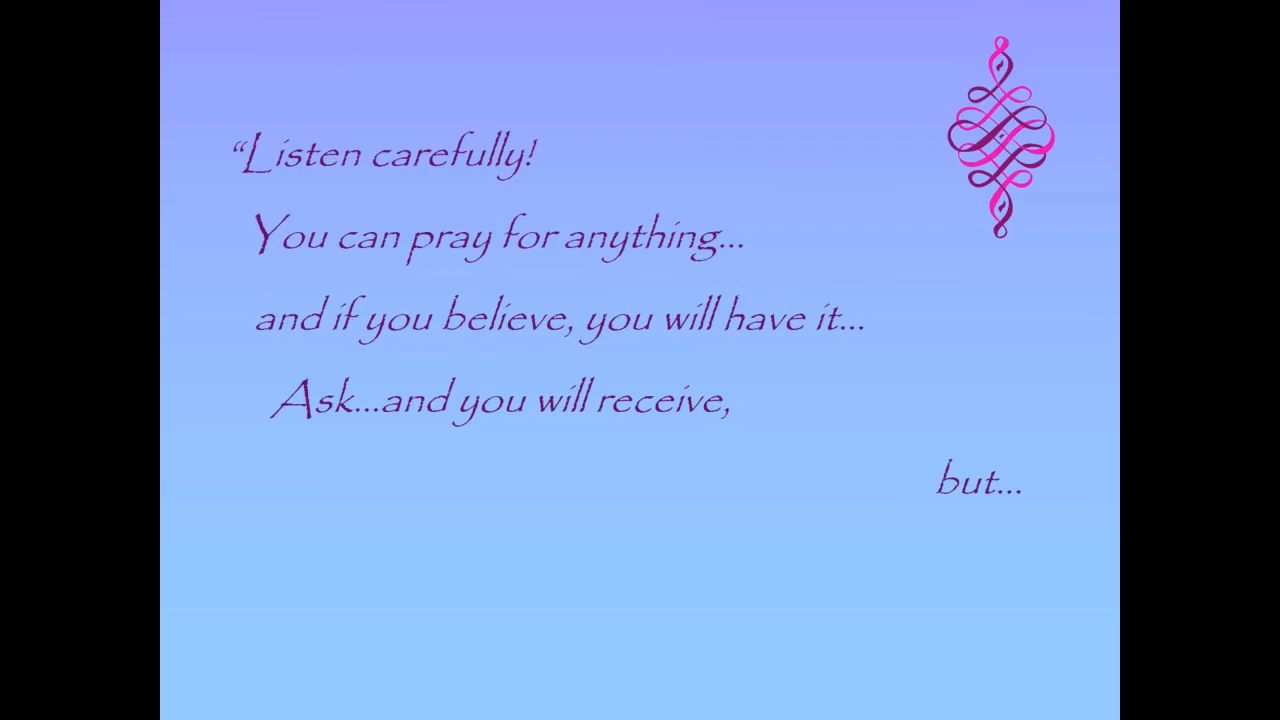 “Listen carefully!
You can pray for anything...
and if you believe, you will have it...
Ask...and you will receive,
but...